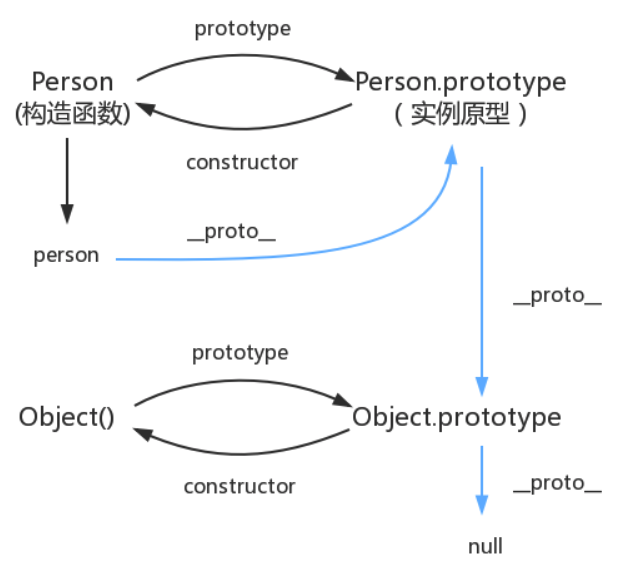 prototype
Person
(构造函数)
Person.prototype
（实例原型）
constructor
person
__proto__
__proto__
prototype
Object()
Object.prototype
constructor
__proto__
null